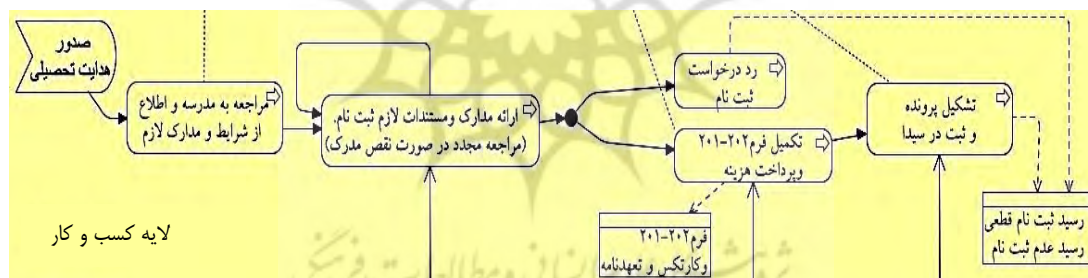 صدور
هدایت تحصیلی
مراجعه به مدرسه و اطلاع
از شرایط و مدارک لازم
ارائه مدارک ومستندات لازم ثبت نام.
(مراجعه مجدد در صورت نقص مدرک)
رد درخواست
ثبت نام
تکمیل فرم۲۰۲-۲۰۱
وپرداخت هزینه
فرم۲۰۲-۲۰۱
وکارتکس و تعهدنامه
تشکیل پرونده
و ثبت در سیدا
رسید ثبت نام قطعی
رسید عدم ثبت نام
لایه کسب و کار